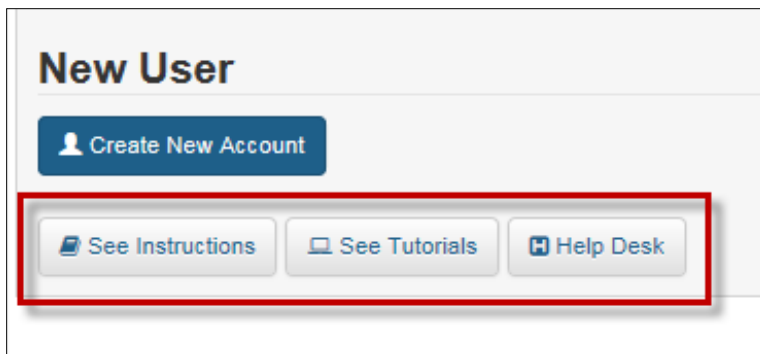 New User
Create New Account
See Instructions See Tutorials Help Desk